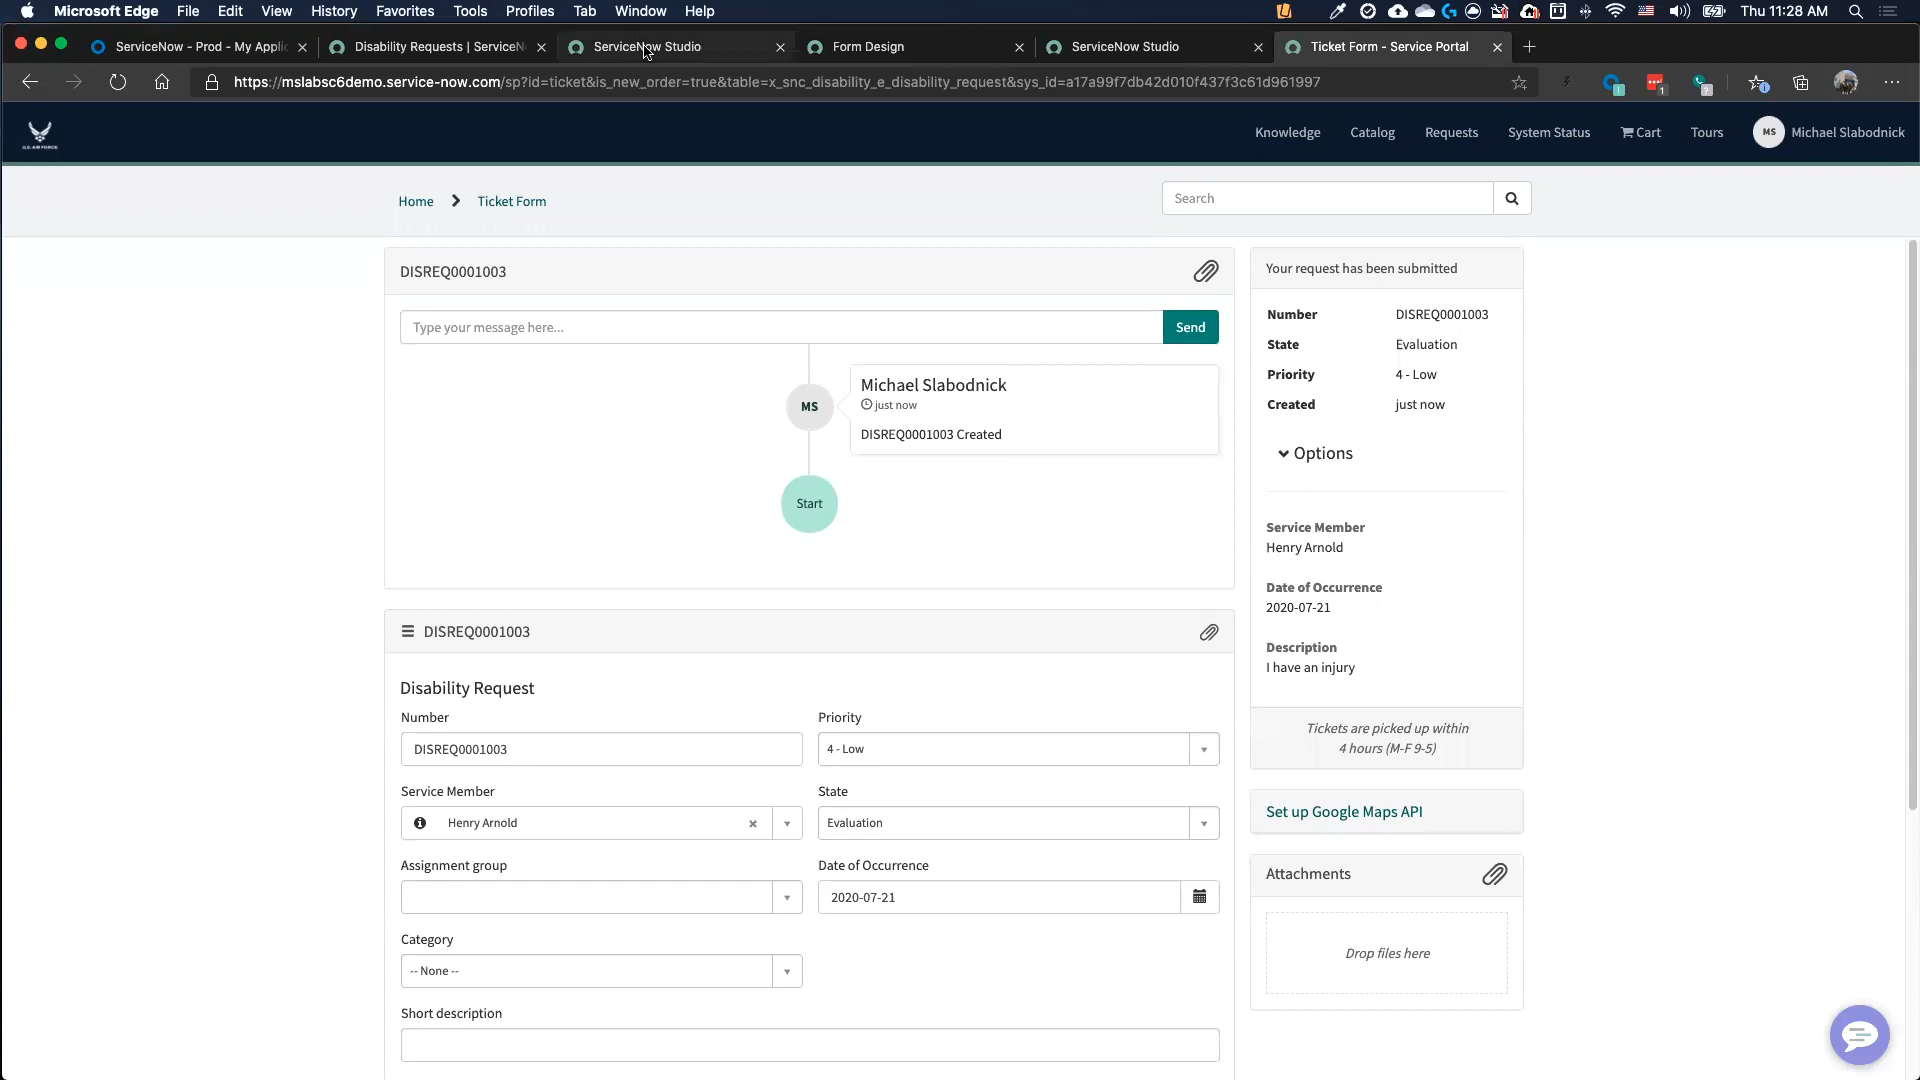 Microsoft Edge File Edit View History Favorites Tools Profiles Tab Window Help Thu 11:28 AM
ServiceNow - Prod - My Applic
Disability Requests | ServiceN
ServiceNow Studio
Form Design
ServiceNow Studio
Ticket Form - Service Portal
https://mslabsc6demo.service-now.com/sp?id=ticket&is_new_order=true&table=x_snc_disability_e_disability_request&sys_id=a17a99f7db42d010f437f3c61d961997
U.S. AIR FORCE
Knowledge Catalog Requests System Status Cart Tours MS Michael Slabodnick
Home Ticket Form
Search
DISREQ0001003
Type your message here...
Send
MS
Michael Slabodnick
just now
DISREQ0001003 Created
Start
DISREQ0001003
Disability Request
Number
DISREQ0001003
Priority
4 - Low
Service Member
Henry Arnold
State
Evaluation
Assignment group
Date of Occurrence
2020-07-21
Category
-- None --
Short description
Your request has been submitted
Number DISREQ0001003
State Evaluation
Priority 4 - Low
Created just now
Options
Service Member
Henry Arnold
Date of Occurrence
2020-07-21
Description
I have an injury
Tickets are picked up within
4 hours (M-F 9-5)
Set up Google Maps API
Attachments
Drop files here